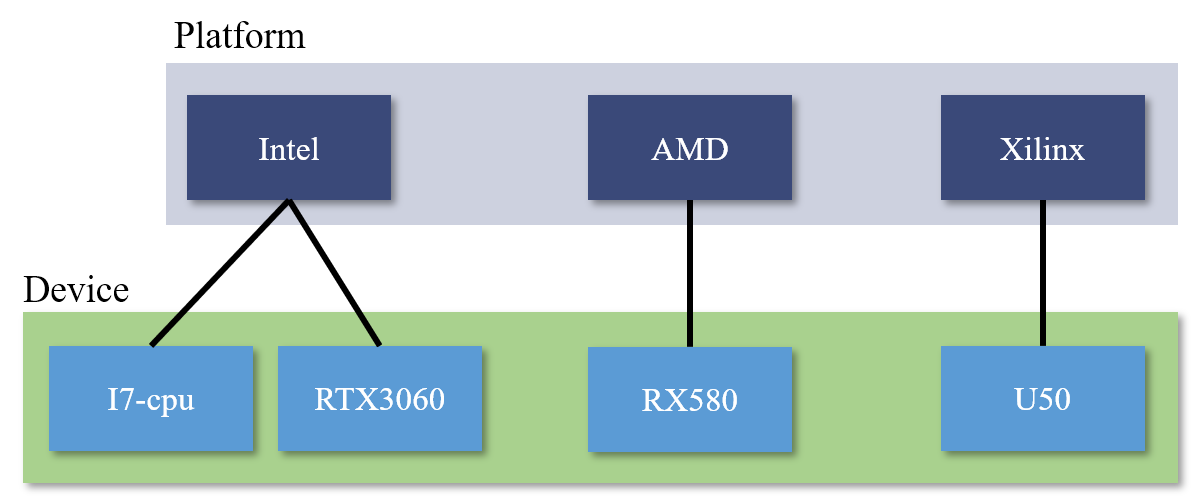 Platform
Intel
AMD
Xilinx
Device
I7-cpu
RTX3060
RX580
U50